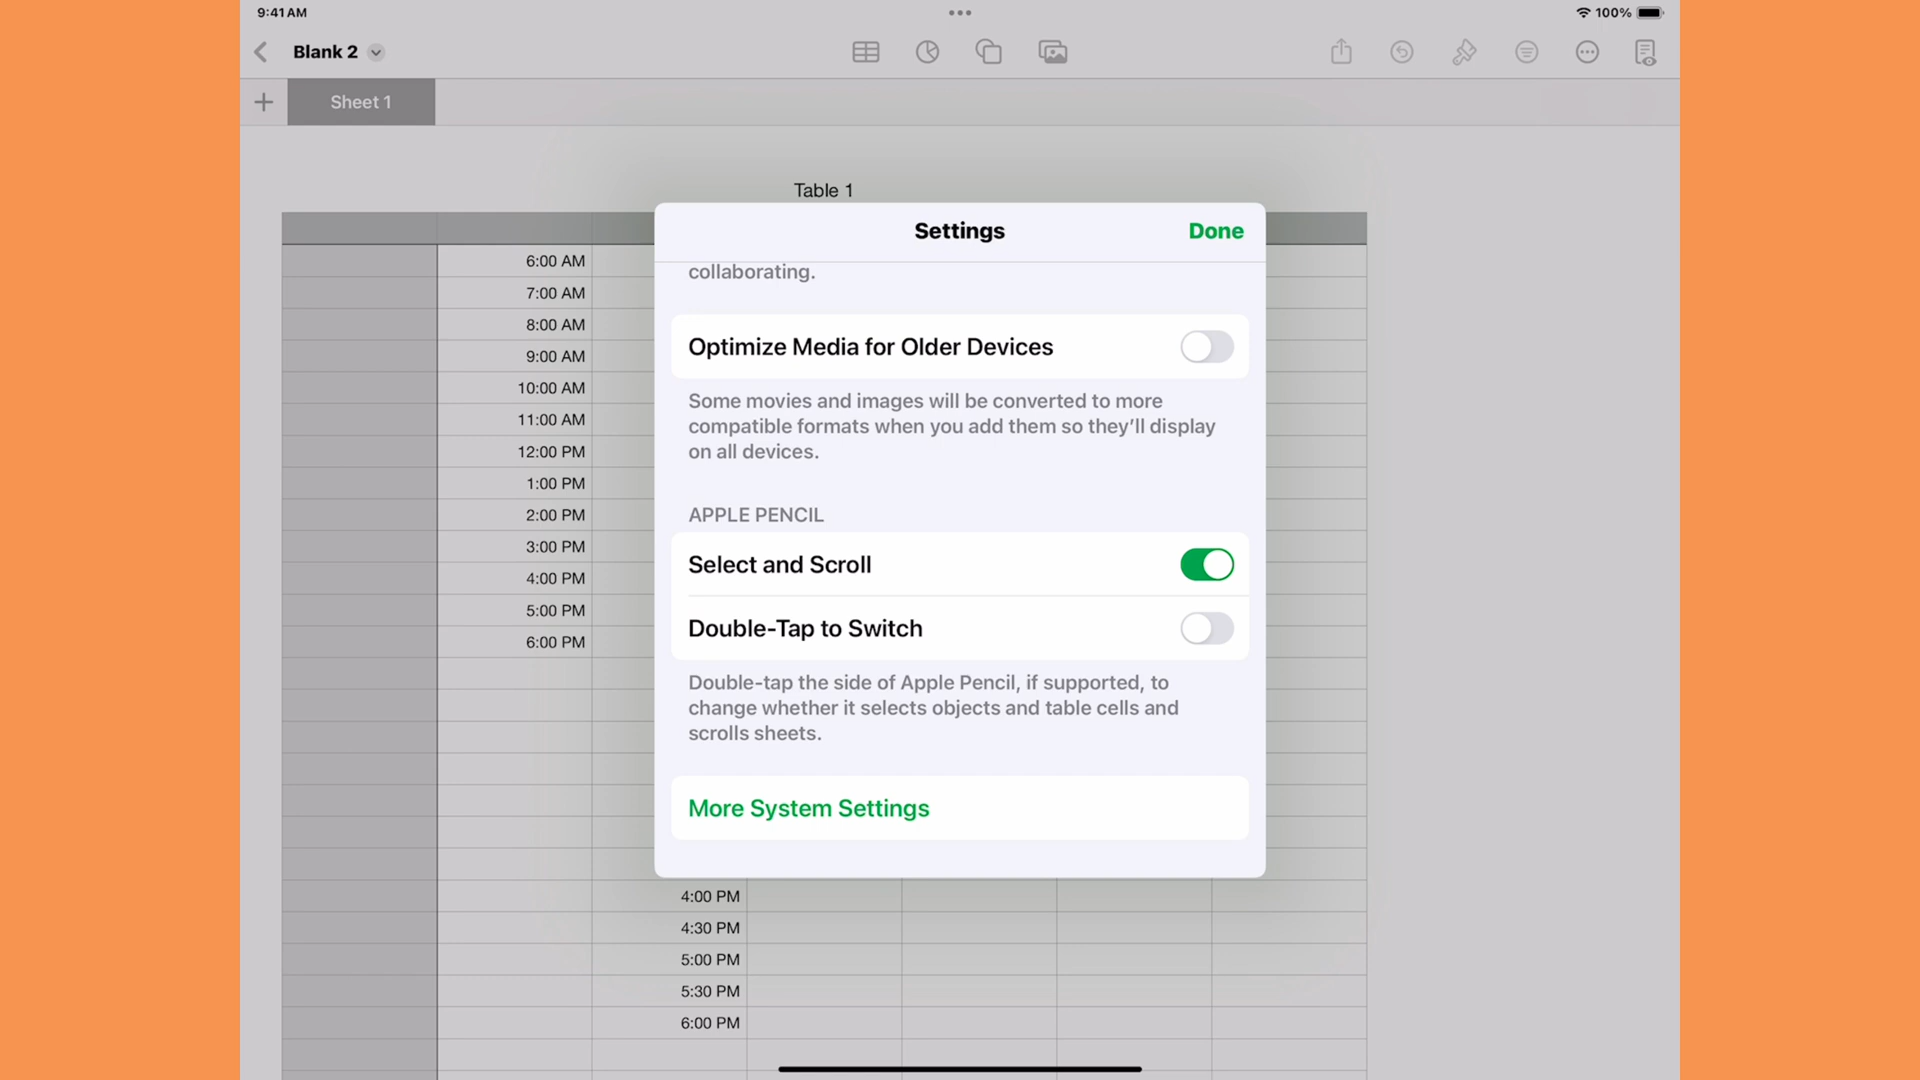 9:41 AM
100%
Blank 2
Sheet 1
Table 1
Settings
Done
collaborating.
Optimize Media for Older Devices
Some movies and images will be converted to more
compatible formats when you add them so they’ll display
on all devices.
APPLE PENCIL
Select and Scroll
Double-Tap to Switch
Double-tap the side of Apple Pencil, if supported, to
change whether it selects objects and table cells and
scrolls sheets.
More System Settings
6:00 AM
7:00 AM
8:00 AM
9:00 AM
10:00 AM
11:00 AM
12:00 PM
1:00 PM
2:00 PM
3:00 PM
4:00 PM
5:00 PM
6:00 PM
4:00 PM
4:30 PM
5:00 PM
5:30 PM
6:00 PM